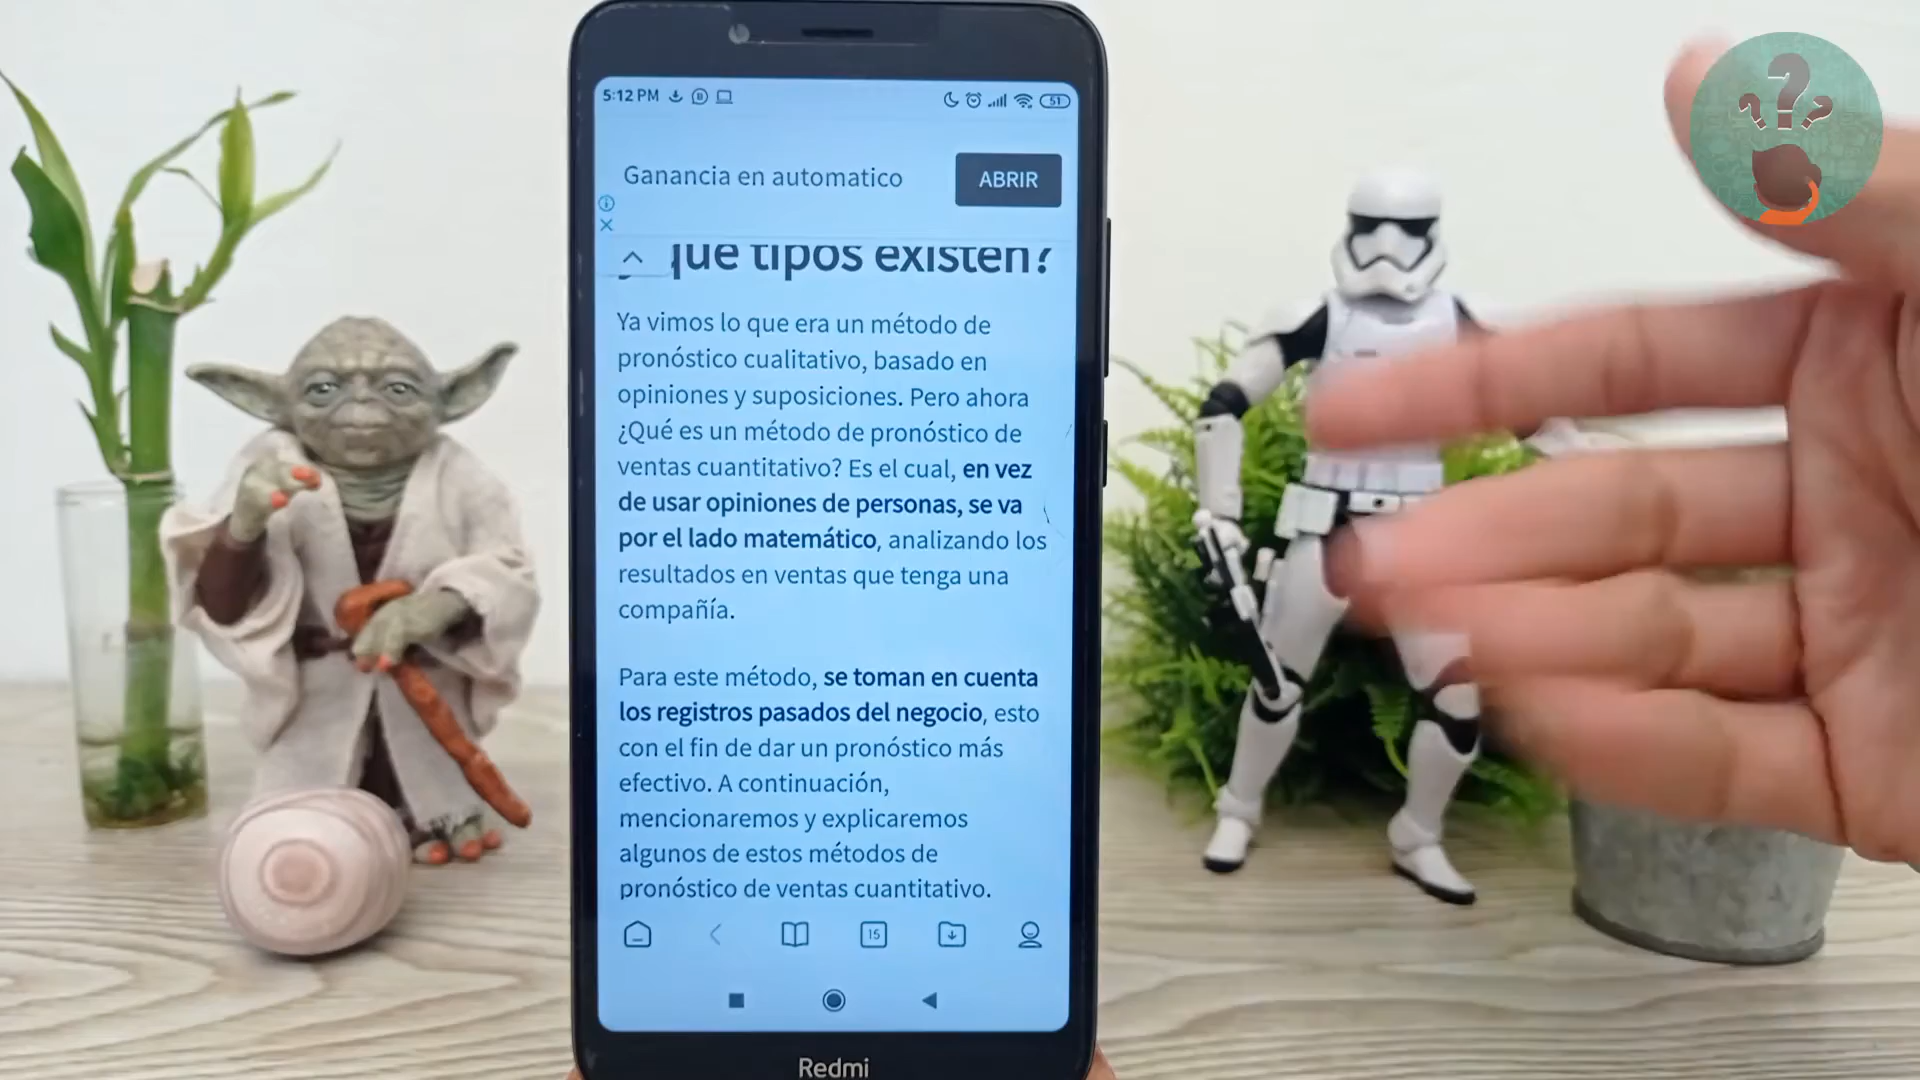 5:12 PM
51
Ganancia en automatico
ABRIR
que tipos existen?
Ya vimos lo que era un método de
pronóstico cualitativo, basado en
opiniones y suposiciones. Pero ahora
¿Qué es un método de pronóstico de
ventas cuantitativo? Es el cual, en vez
de usar opiniones de personas, se va
por el lado matemático, analizando los
resultados en ventas que tenga una
compañía.
Para este método, se toman en cuenta
los registros pasados del negocio, esto
con el fin de dar un pronóstico más
efectivo. A continuación,
mencionaremos y explicaremos
algunos de estos métodos de
pronóstico de ventas cuantitativo.
15
Redmi